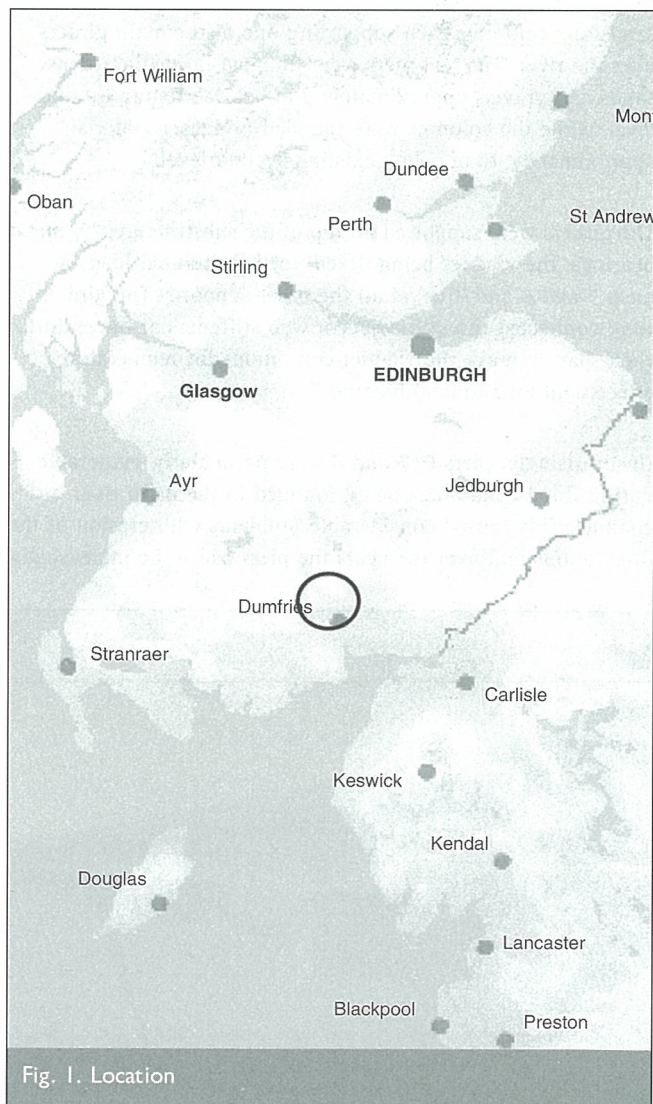 Fort William
Mon
Dundee
Oban
Perth
St Andrew
Stirling
EDINBURGH
Glasgow
Ayr
Jedburgh
Dumfries
Stranraer
Carlisle
Keswick
Kendal
Douglas
Lancaster
Blackpool
Preston
Fig. 1. Location